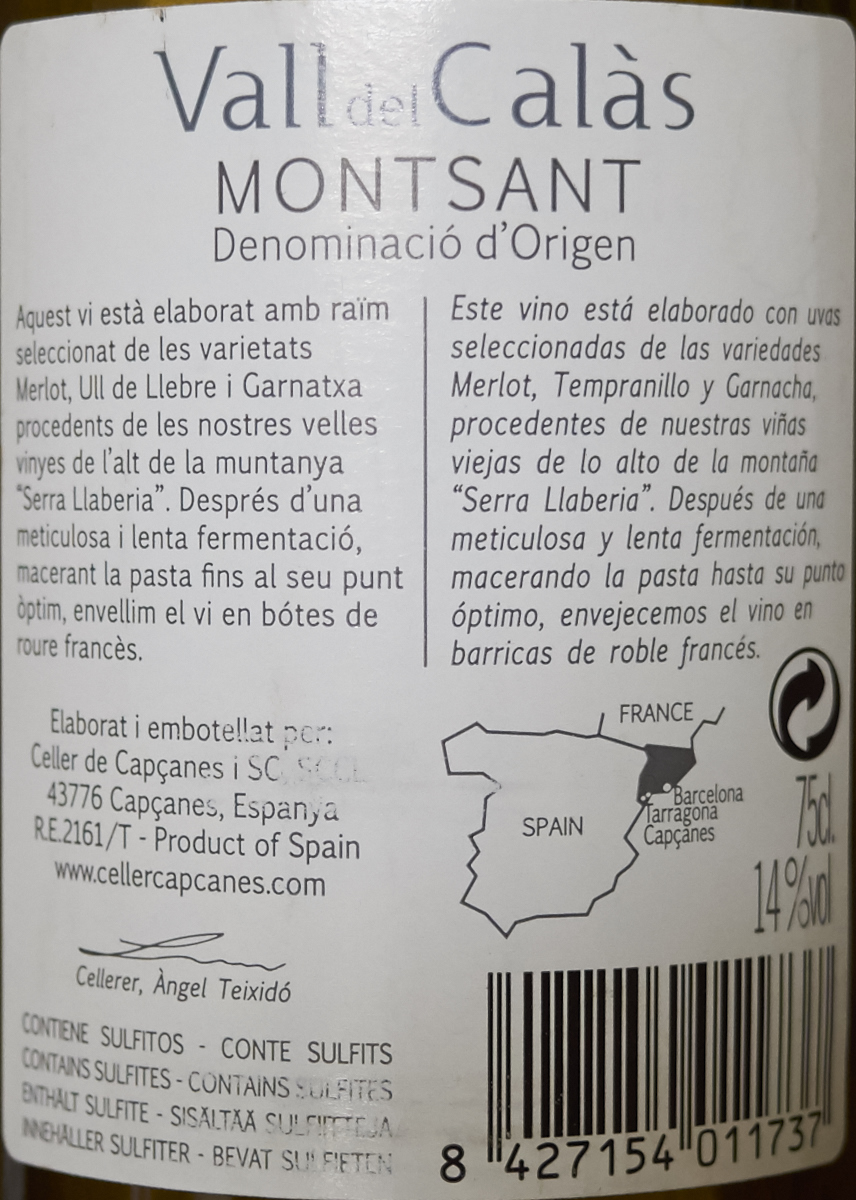 Vall del Calàs
MONTSANT
Denominació d'Origen
Aquest vi està elaborat amb raïm
seleccionat de les varietats
Merlot, Ull de Llebre i Garnatxa
procedents de les nostres velles
vinyes de l'alt de la muntanya
"Serra Llaberia". Després d'una
meticulosa i lenta fermentació,
macerant la pasta fins al seu punt
òptim, envellim el vi en bótes de
roure francès.
Este vino está elaborado con uvas
seleccionadas de las variedades
Merlot, Tempranillo y Garnacha,
procedentes de nuestras viñas
viejas de lo alto de la montaña
"Serra Llaberia". Después de una
meticulosa y lenta fermentación,
macerando la pasta hasta su punto
óptimo, envejecemos el vino en
barricas de roble francés.
Elaborat i embotellat per:
Celler de Capçanes i SC, SCCL
43776 Capçanes, Espanya
R.E.2161/T - Product of Spain
www.cellercapcanes.com
Cellerer, Àngel Teixidó
CONTIENE SULFITOS - CONTE SULFITS
CONTAINS SULFITES - CONTAINS SULFITES
ENTHÄLT SULFITE - SISÄLTÄÄ SULFIITTEJA
INNEHÅLLER SULFITER - BEVAT SULFIETEN
FRANCE
SPAIN
Barcelona
Tarragona
Capçanes
75cl.
14%vol
8 427154 011737